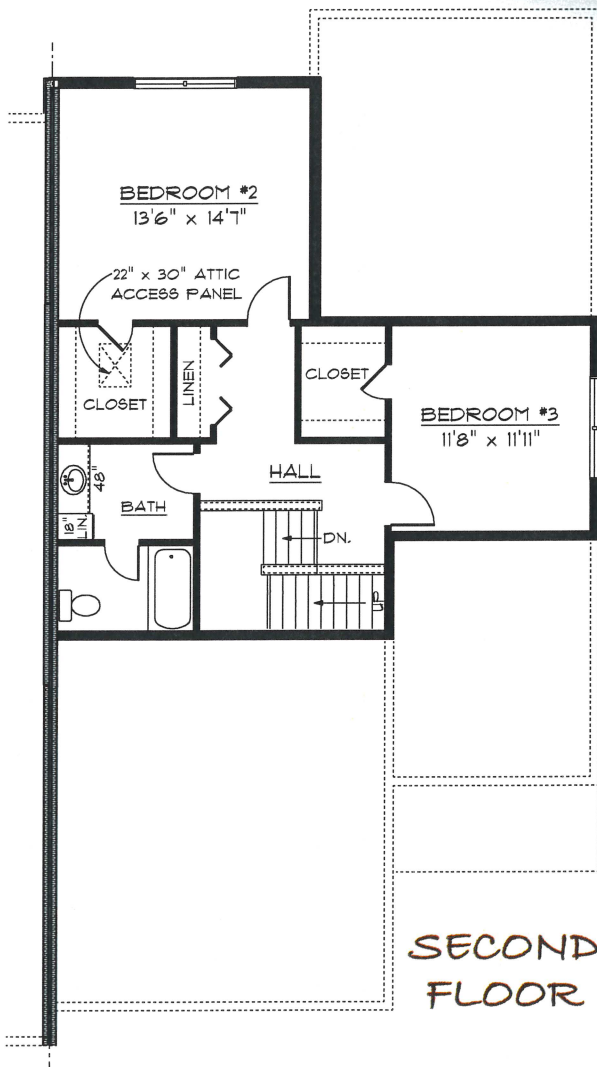 BEDROOM #2
13'6" x 14'7"
22" x 30" ATTIC
ACCESS PANEL
CLOSET
LINEN
CLOSET
BEDROOM #3
11'8" x 11'11"
HALL
48"
BATH
18"
LIN.
DN.
UP
SECOND
FLOOR